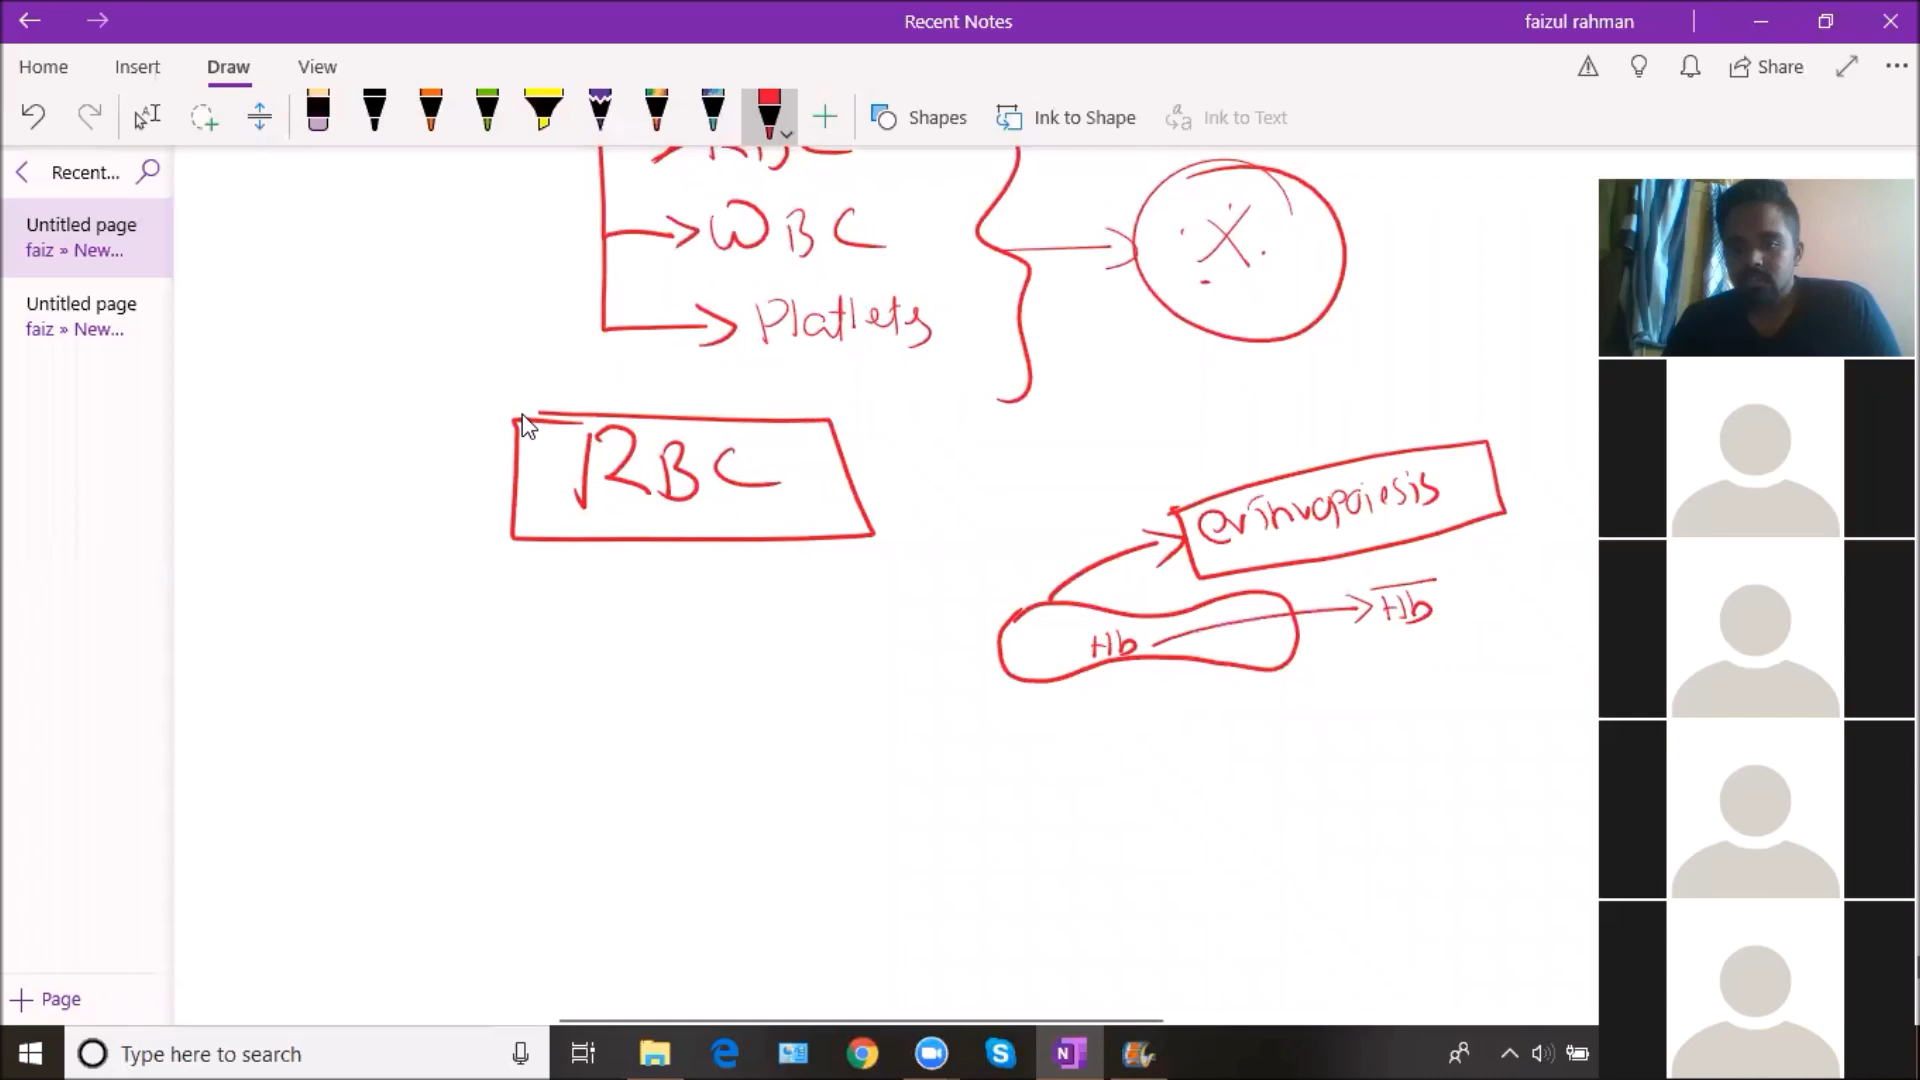 Recent Notes
faizul rahman
Home Insert Draw View
Share
Shapes Ink to Shape Ink to Text
Recent...
Untitled page
faiz » New...
Untitled page
faiz » New...
RBC
WBC
Platlets
X
RBC
Hb
Hb
Page
Type here to search